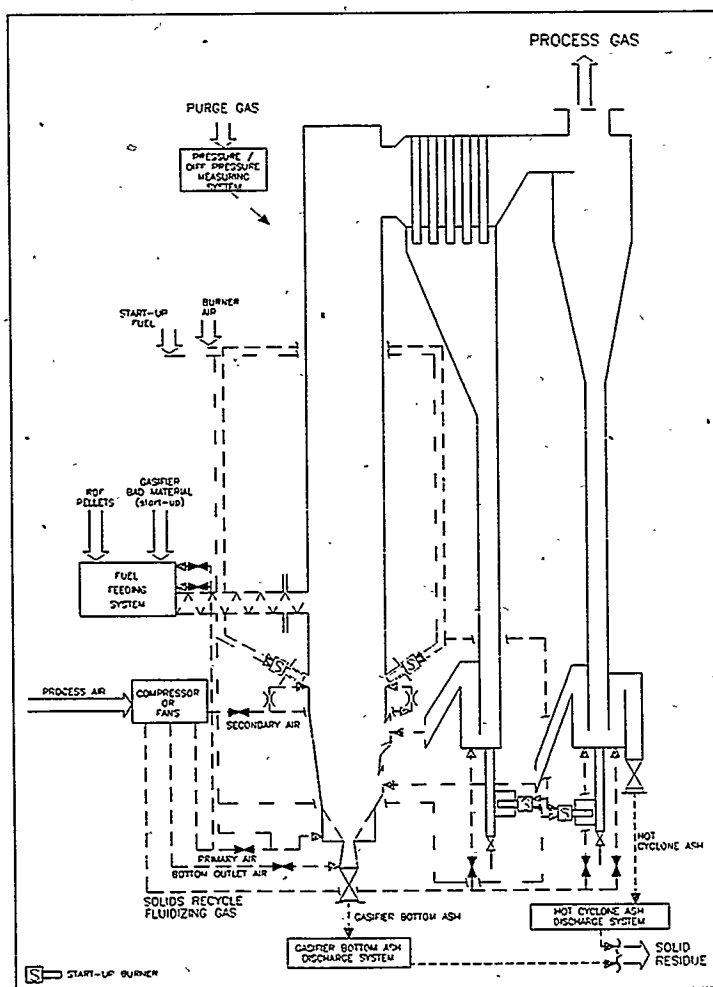 PROCESS GAS
PURGE GAS
PRESSURE /
DIFF PRESSURE
MEASURING
SYSTEM
START-UP
FUEL
BURNER
AIR
RDF
PELLETS
GASIFIER
BAD MATERIAL
(start-up)
FUEL
FEEDING
SYSTEM
S
S
PROCESS AIR
COMPRESSOR
OR
FANS
SECONDARY AIR
S
S
PRIMARY AIR
BOTTOM OUTLET AIR
HOT
CYCLONE ASH
SOLIDS RECYCLE
FLUIDIZING GAS
GASIFIER BOTTOM ASH
HOT CYCLONE ASH
DISCHARGE SYSTEM
GASIFIER BOTTOM ASH
DISCHARGE SYSTEM
SOLID
RESIDUE
S START-UP BURNER